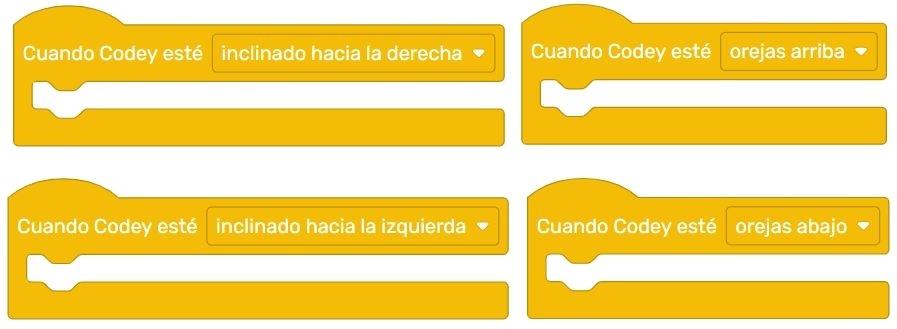 Cuando Codey esté inclinado hacia la derecha
Cuando Codey esté orejas arriba
Cuando Codey esté inclinado hacia la izquierda
Cuando Codey esté orejas abajo